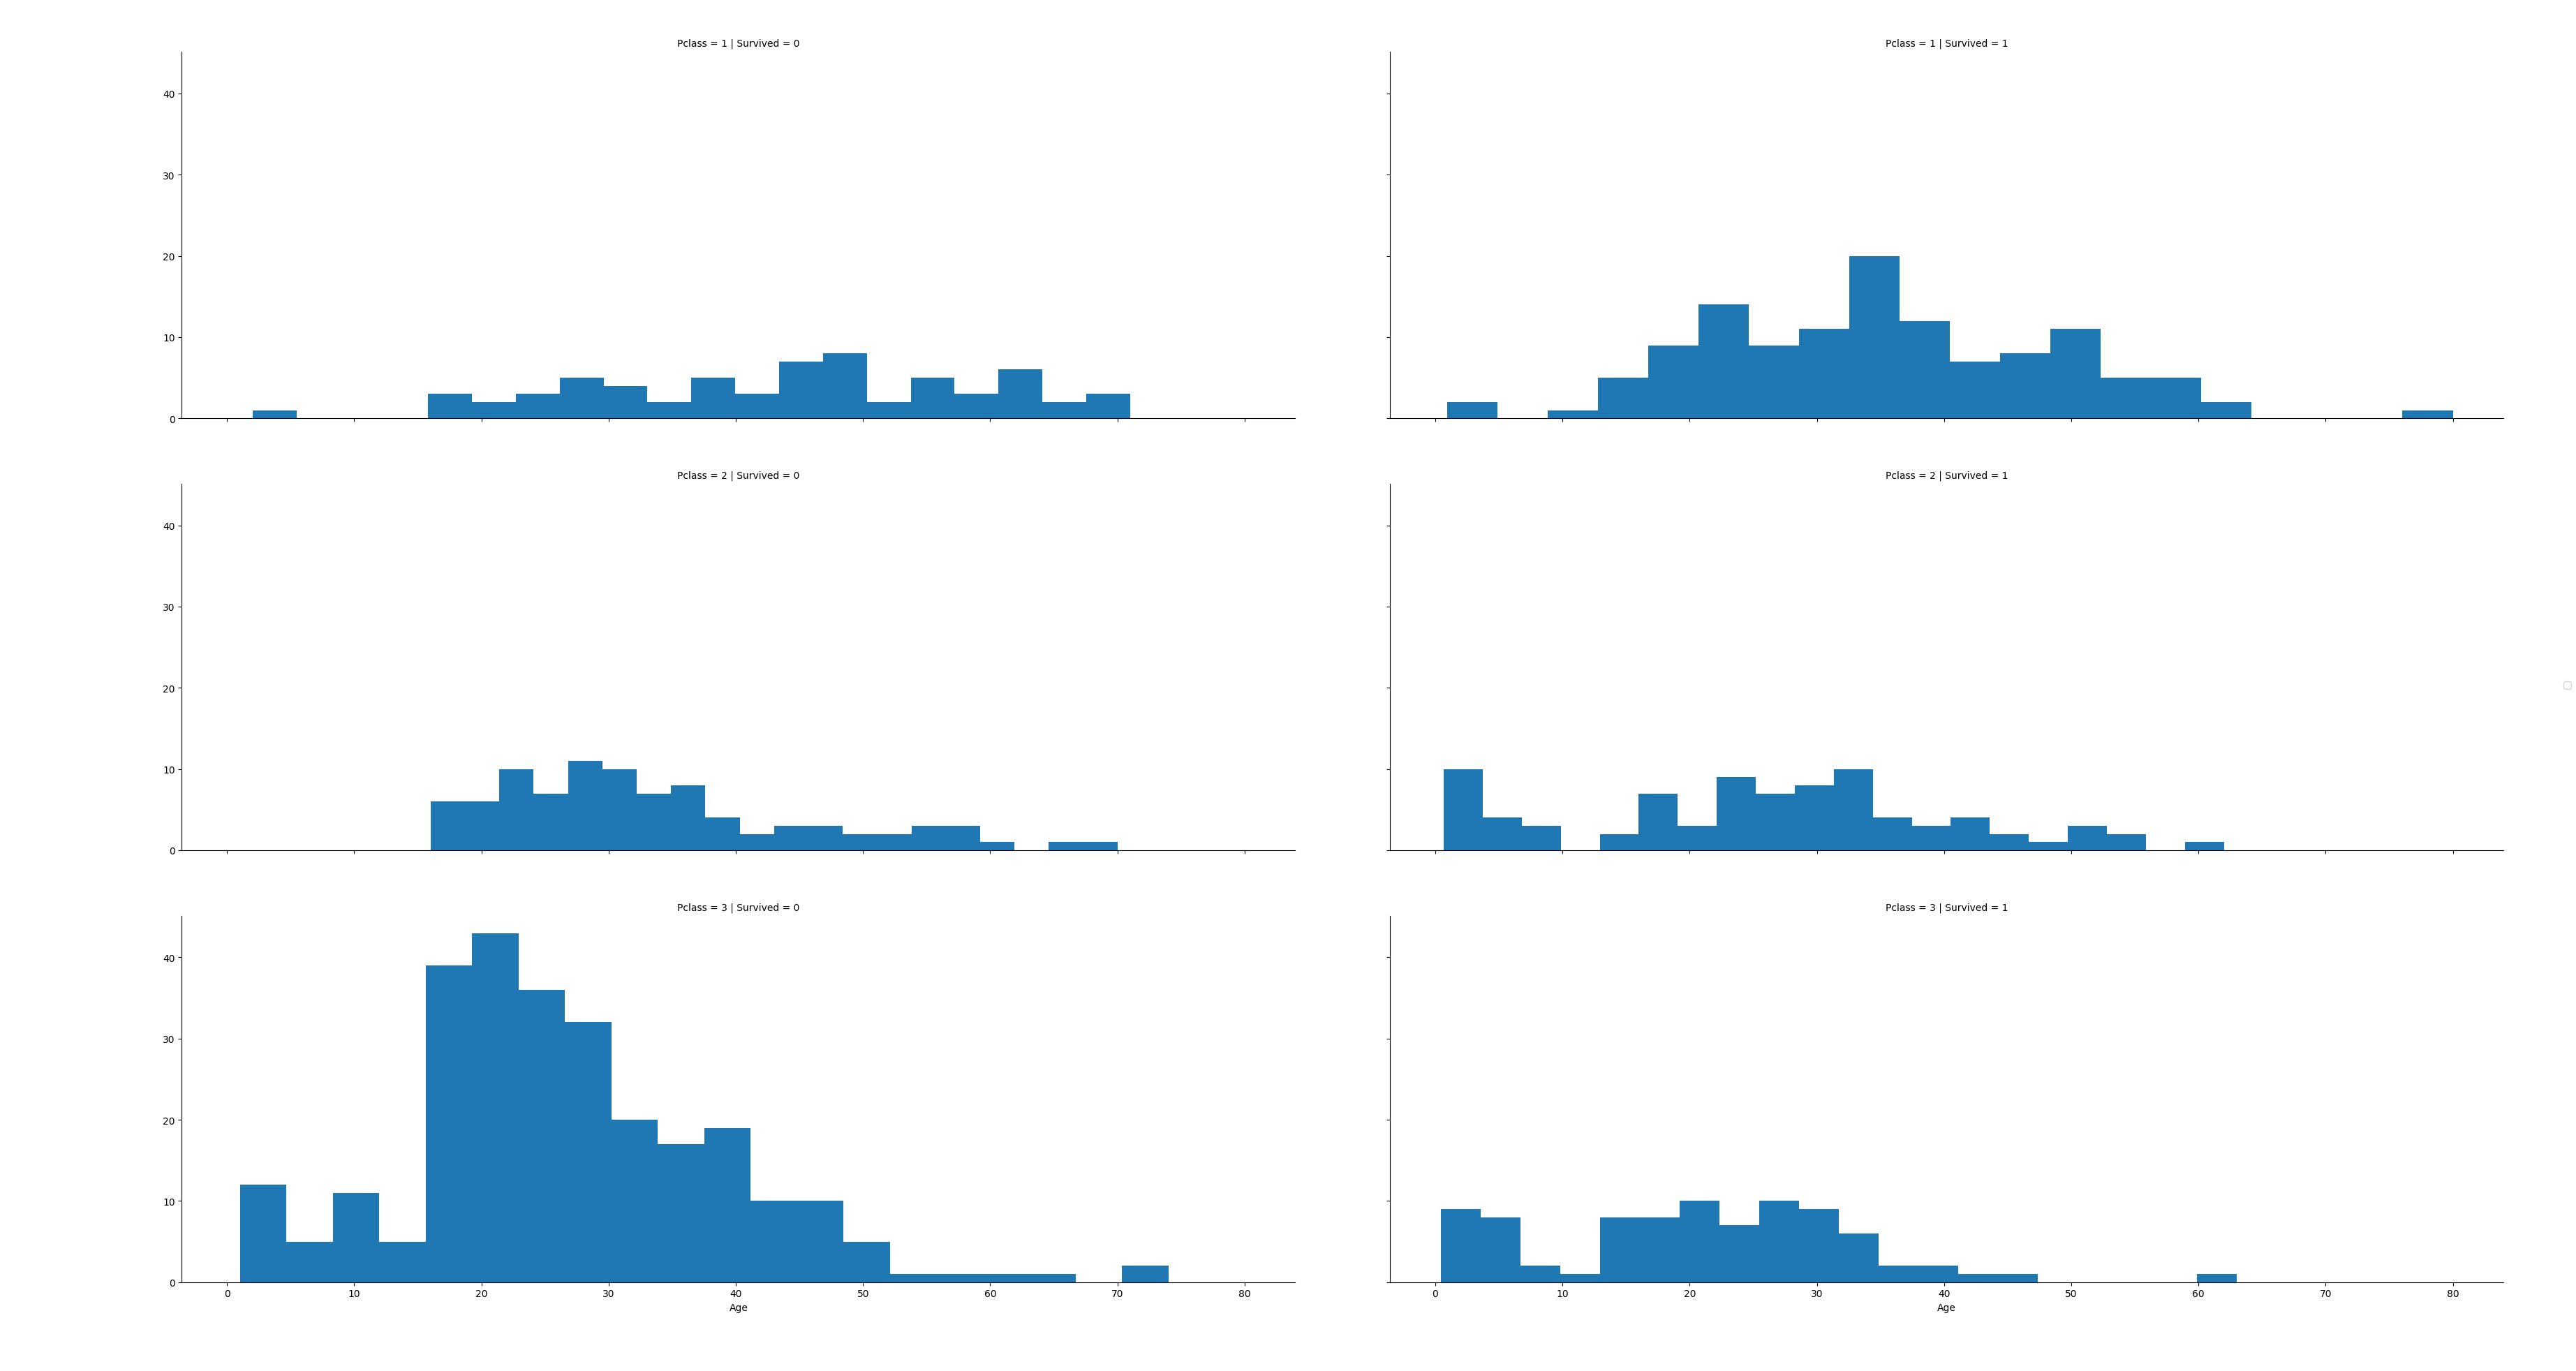 Pclass = 1 | Survived = 0
Pclass = 1 | Survived = 1
40
30
20
10
0
Pclass = 2 | Survived = 0
Pclass = 2 | Survived = 1
40
30
20
10
0
Pclass = 3 | Survived = 0
Pclass = 3 | Survived = 1
40
30
20
10
0
0 10 20 30 40 50 60 70 80
0 10 20 30 40 50 60 70 80
Age
Age